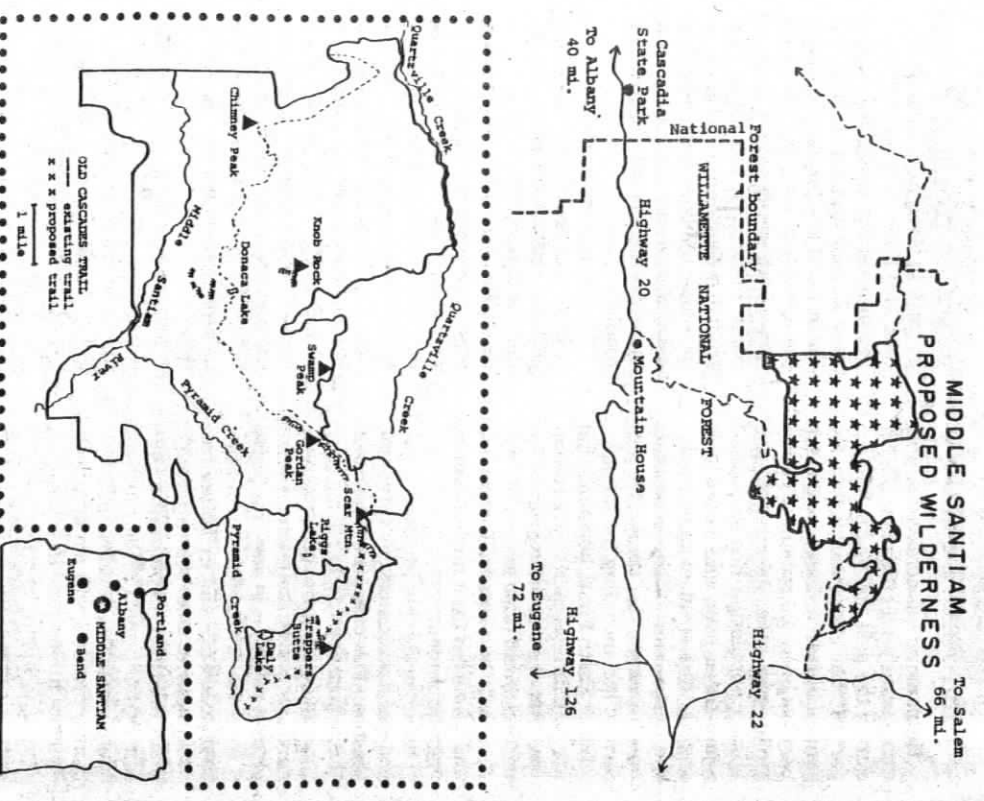 MIDDLE SANTIAM
PROPOSED WILDERNESS
To Salem
66 mi.
Highway 22
National Forest boundary
WILLAMETTE NATIONAL FOREST
Cascadia
State Park
To Albany
40 mi.
Highway 20
Mountain House
Highway 126
To Eugene
72 mi.
Quartzville Creek
Quartzville Creek
Chimney Peak
Knob Rock
Donaca Lake
Swamp
Peak
Gordan
Peak
Scar Mtn.
Riggs
Lake
Trappers
Butte
Daly
Lake
Middle Santiam River
Pyramid Creek
Pyramid Creek
OLD CASCADES TRAIL
--- existing trail
x x x proposed trail
1 mile
Portland
Albany
MIDDLE SANTIAM
Eugene
Bend